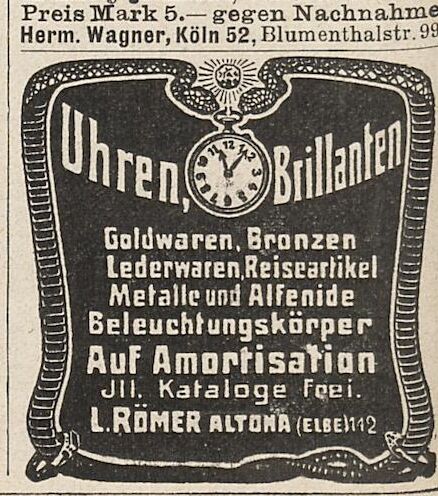 Preis Mark 5.— gegen Nachnahme
Herm. Wagner, Köln 52, Blumenthalstr. 99
Uhren, Brillanten
Goldwaren, Bronzen
Lederwaren, Reiseartikel
Metalle und Alfenide
Beleuchtungskörper
Auf Amortisation
Jll. Kataloge frei.
L. RÖMER ALTONA (ELBE) 112